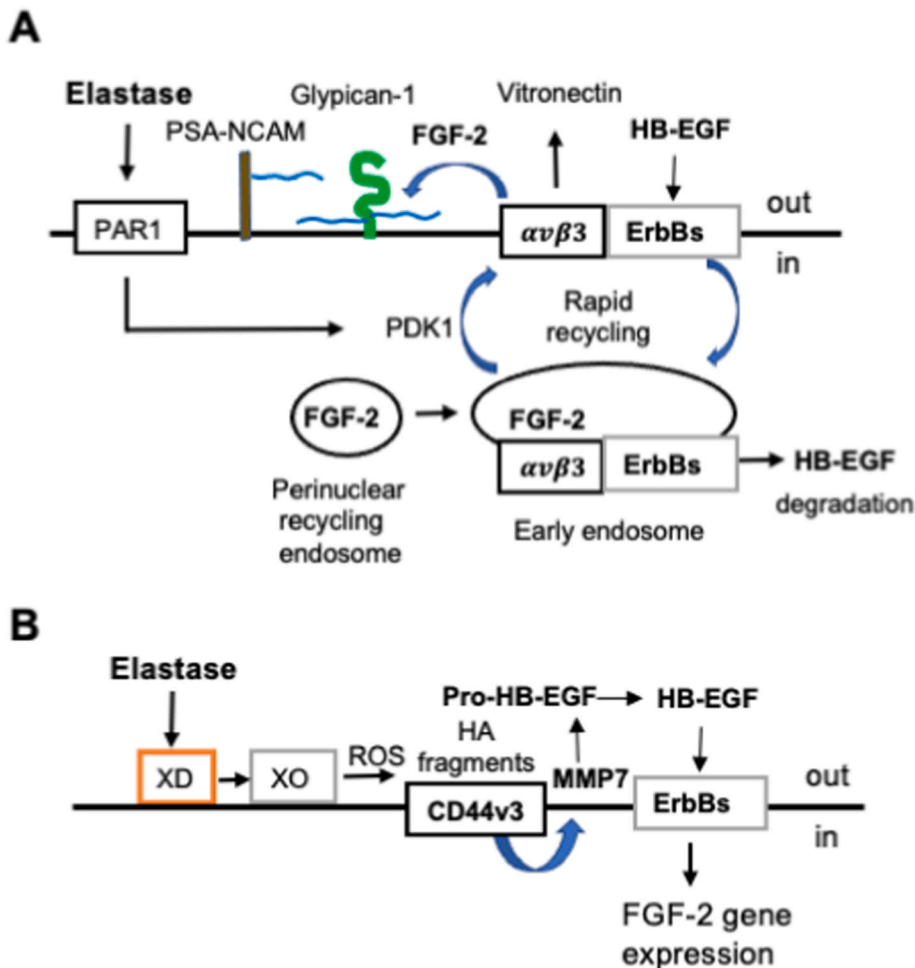 A
Elastase
Glypican-1
Vitronectin
PSA-NCAM
FGF-2
HB-EGF
PAR1
αvβ3
ErbBs
out
in
PDK1
Rapid
recycling
FGF-2
FGF-2
αvβ3
ErbBs
HB-EGF
degradation
Perinuclear
recycling
endosome
Early endosome
B
Elastase
Pro-HB-EGF
HB-EGF
HA
fragments
XD
XO
ROS
MMP7
CD44v3
ErbBs
out
in
FGF-2 gene
expression